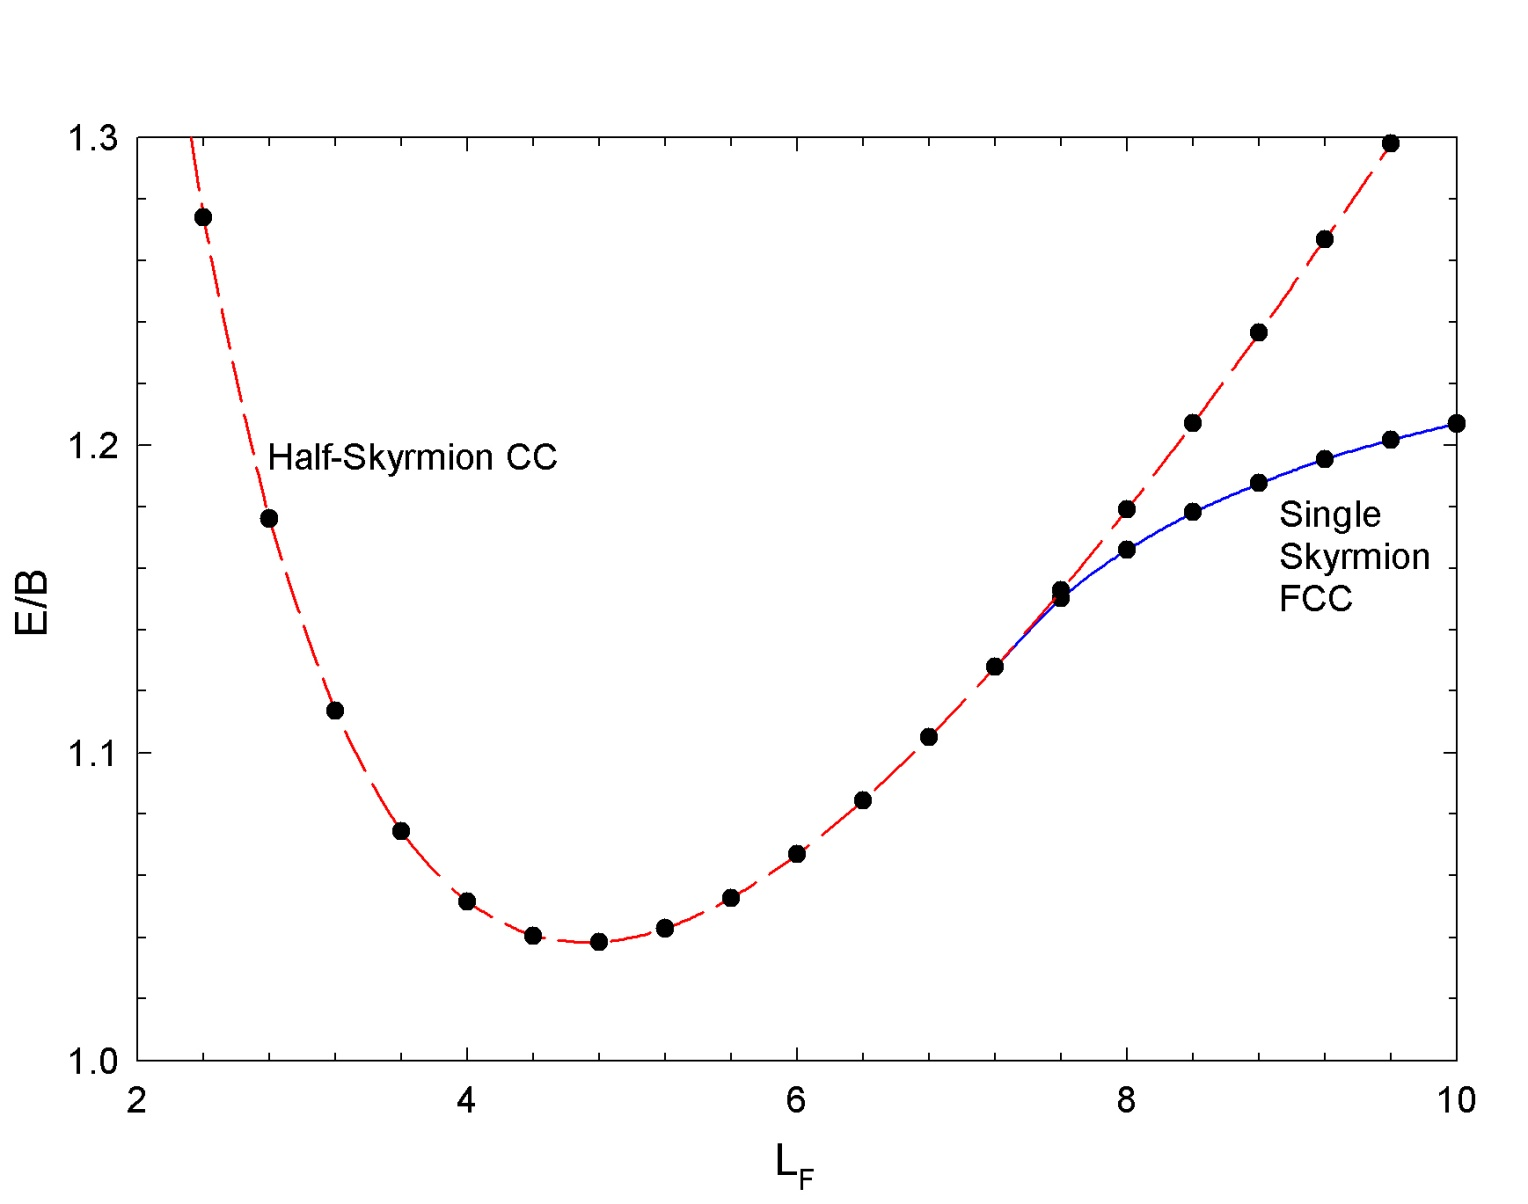 1.3
1.2
1.1
1.0
E/B
Half-Skyrmion CC
Single
Skyrmion
FCC
2 4 6 8 10
L_F